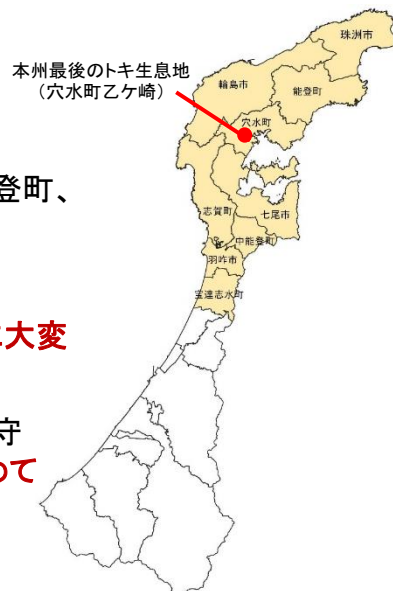 珠洲市
本州最後のトキ生息地
(穴水町乙ケ崎)
輪島市
能登町
穴水町
登町、
志賀町
七尾市
中能登町
羽咋市
宝達志水町
大変
守
めて